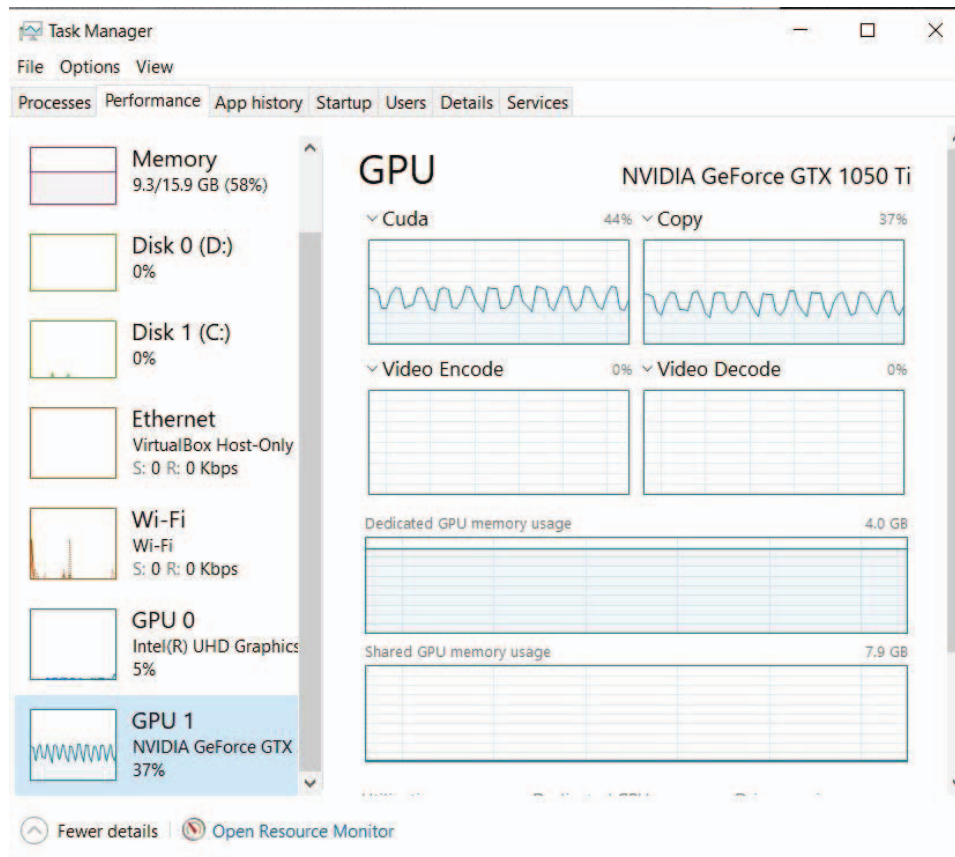 Task Manager
File Options View
Processes Performance App history Startup Users Details Services
Memory
9.3/15.9 GB (58%)
Disk 0 (D:)
0%
Disk 1 (C:)
0%
Ethernet
VirtualBox Host-Only
S: 0 R: 0 Kbps
Wi-Fi
Wi-Fi
S: 0 R: 0 Kbps
GPU 0
Intel(R) UHD Graphics
5%
GPU 1
NVIDIA GeForce GTX
37%
GPU NVIDIA GeForce GTX 1050 Ti
Cuda 44% Copy 37%
Video Encode 0% Video Decode 0%
Dedicated GPU memory usage 4.0 GB
Shared GPU memory usage 7.9 GB
Fewer details Open Resource Monitor